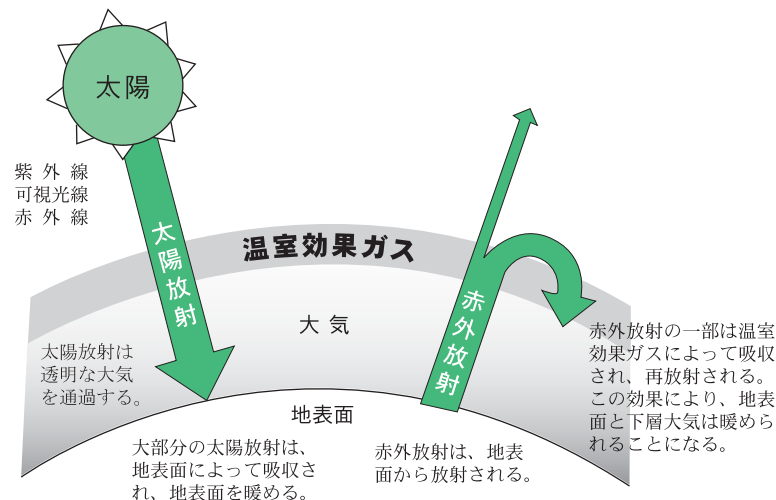 太陽
紫外線
可視光線
赤外線
太陽放射
温室効果ガス
大気
赤外放射
太陽放射は
透明な大気
を通過する。
地表面
大部分の太陽放射は、
地表面によって吸収さ
れ、地表面を暖める。
赤外放射は、地表
面から放射される。
赤外放射の一部は温室
効果ガスによって吸収
され、再放射される。
この効果により、地表
面と下層大気は暖めら
れることになる。